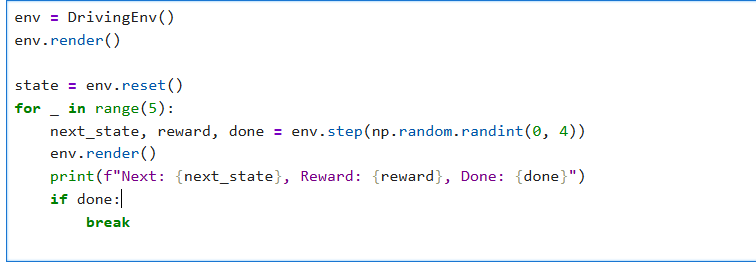 env = DrivingEnv()
env.render()
state = env.reset()
for _ in range(5):
    next_state, reward, done = env.step(np.random.randint(0, 4))
    env.render()
    print(f"Next: {next_state}, Reward: {reward}, Done: {done}")
    if done:
        break